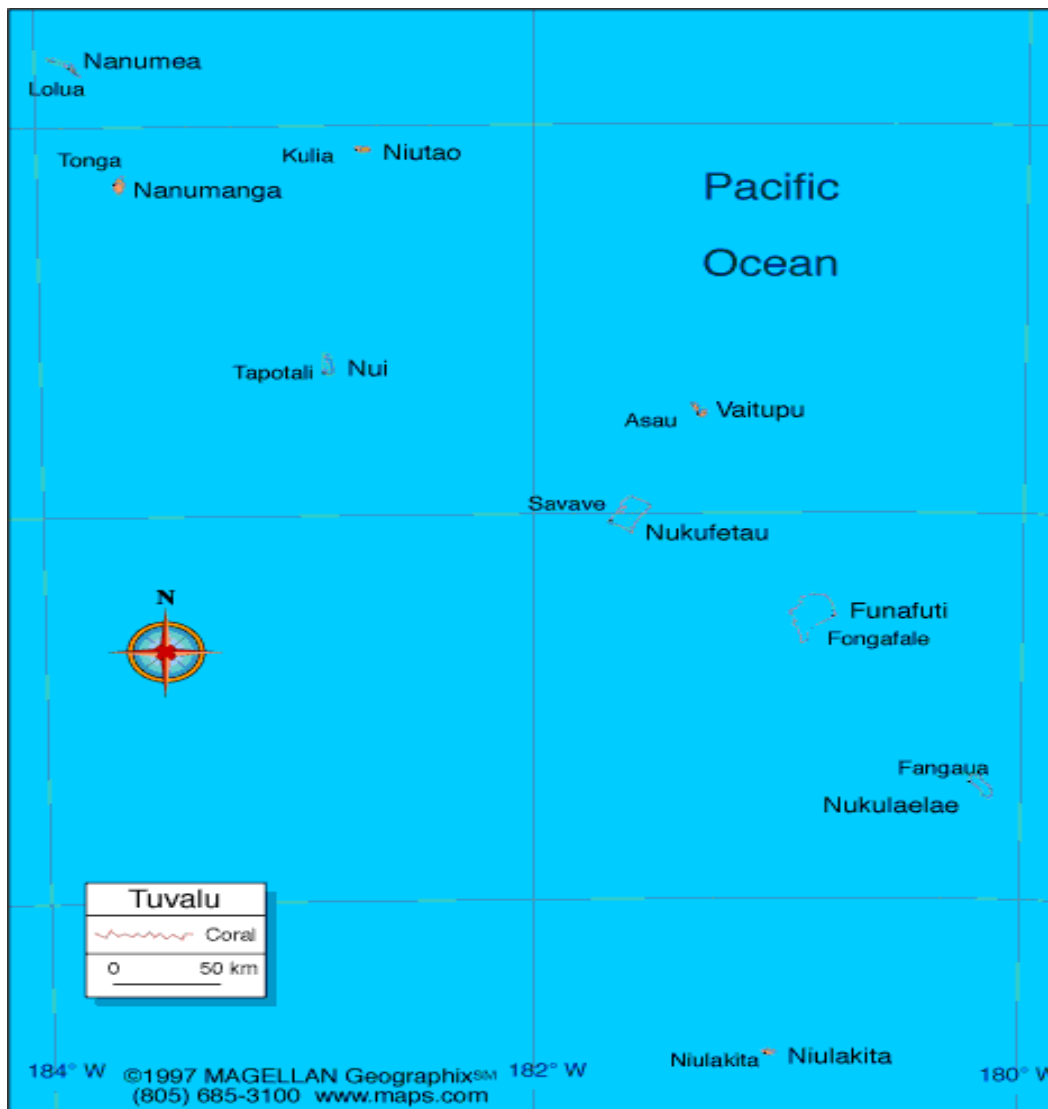 Nanumea
Lolua
Tonga
Kulia
Niutao
Nanumanga
Pacific
Ocean
Tapotali
Nui
Asau
Vaitupu
Savave
Nukufetau
N
Funafuti
Fongafale
Fangaua
Nukulaelae
Tuvalu
Coral
0 50 km
Niulakita
Niulakita
184° W
182° W
180° W
©1997 MAGELLAN Geographix℠
(805) 685-3100 www.maps.com